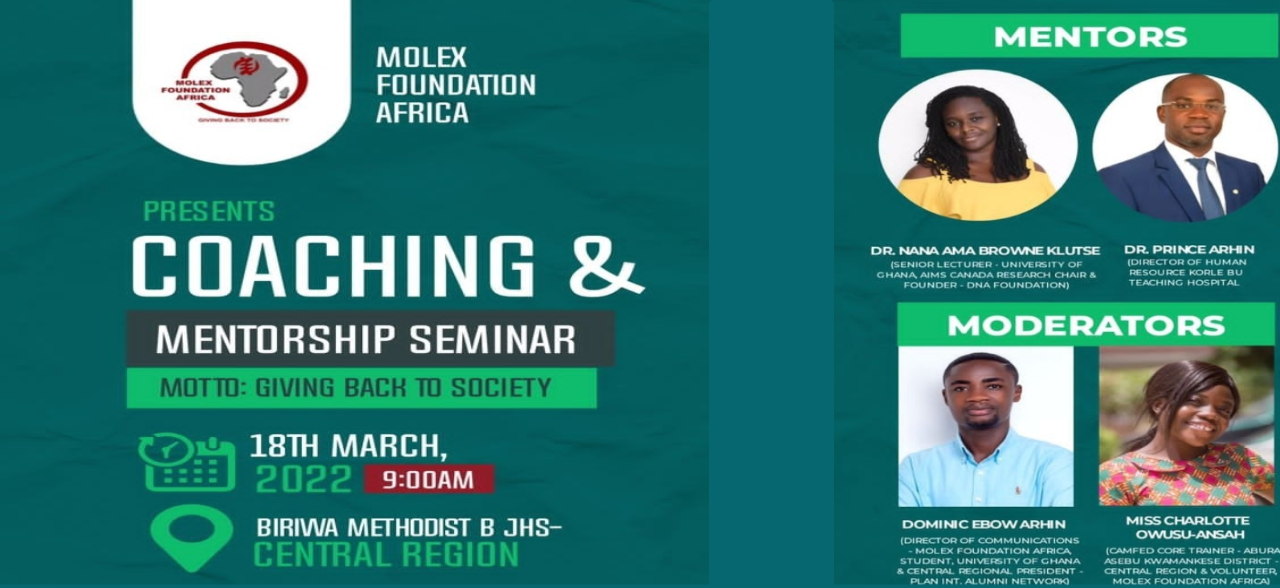 MOLEX
FOUNDATION
AFRICA
GIVING BACK TO SOCIETY
MOLEX
FOUNDATION
AFRICA
PRESENTS
COACHING &
MENTORSHIP SEMINAR
MOTTO: GIVING BACK TO SOCIETY
18TH MARCH,
2022 9:00AM
BIRIWA METHODIST B JHS-
CENTRAL REGION
MENTORS
DR. NANA AMA BROWNE KLUTSE
(SENIOR LECTURER - UNIVERSITY OF
GHANA, AIMS CANADA RESEARCH CHAIR &
FOUNDER - DNA FOUNDATION)
DR. PRINCE ARHIN
(DIRECTOR OF HUMAN
RESOURCE KORLE BU
TEACHING HOSPITAL
MODERATORS
DOMINIC EBOW ARHIN
(DIRECTOR OF COMMUNICATIONS
- MOLEX FOUNDATION AFRICA,
STUDENT, UNIVERSITY OF GHANA
& CENTRAL REGIONAL PRESIDENT -
PLAN INT. ALUMNI NETWORK)
MISS CHARLOTTE
OWUSU-ANSAH
(CAMFED CORE TRAINER - ABURA
ASEBU KWAMANKESE DISTRICT -
CENTRAL REGION & VOLUNTEER,
MOLEX FOUNDATION AFRICA)